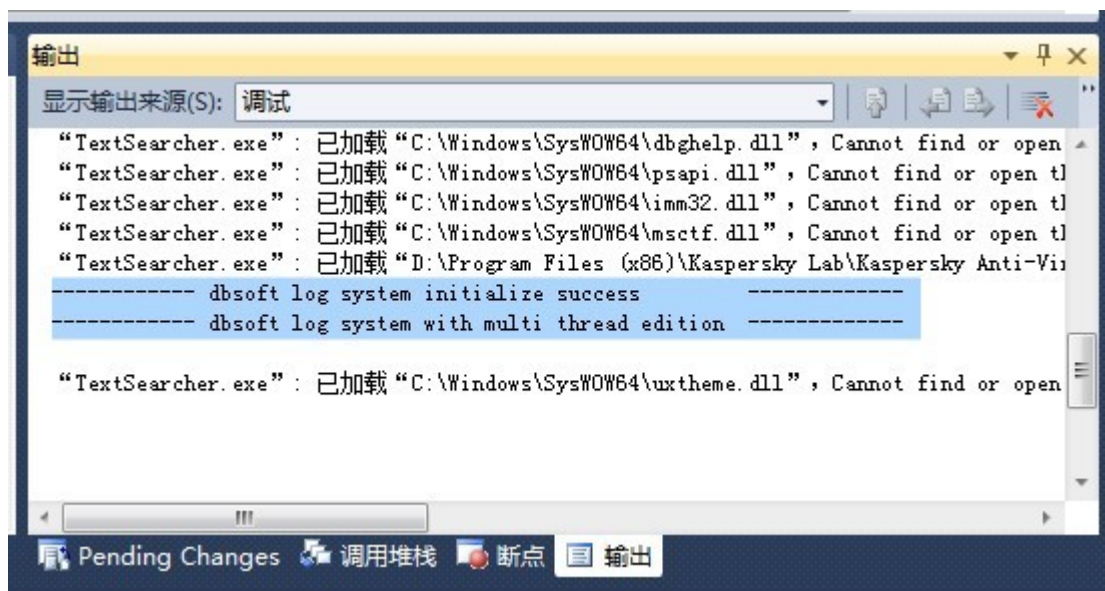 输出
显示输出来源(S): 调试
“TextSearcher.exe”: 已加载“C:\Windows\SysWOW64\dbghelp.dll”，Cannot find or open
“TextSearcher.exe”: 已加载“C:\Windows\SysWOW64\psapi.dll”，Cannot find or open
“TextSearcher.exe”: 已加载“C:\Windows\SysWOW64\imm32.dll”，Cannot find or open
“TextSearcher.exe”: 已加载“C:\Windows\SysWOW64\msctf.dll”，Cannot find or open
“TextSearcher.exe”: 已加载“D:\Program Files (x86)\Kaspersky Lab\Kaspersky
------------ dbsoft log system initialize success -------------
------------ dbsoft log system with multi thread edition -------------
“TextSearcher.exe”: 已加载“C:\Windows\SysWOW64\uxtheme.dll”，Cannot find or open
Pending Changes 调用堆栈 断点 输出